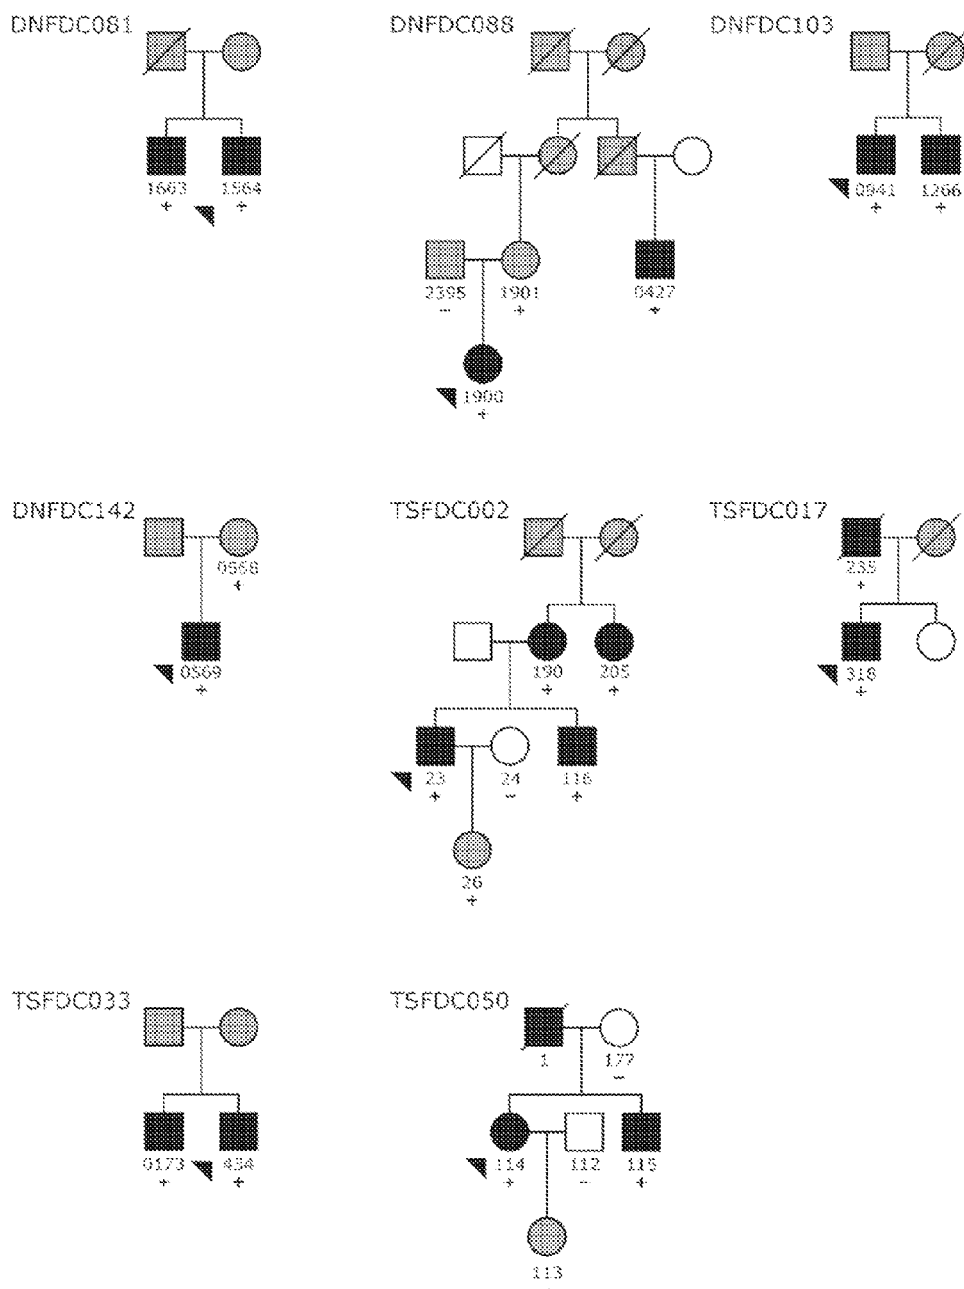 DNFDC081
DNFDC088
DNFDC103
1663 1564
+ +
0941 1266
+ +
2395 1901 0427
- + +
1900
+
DNFDC142
TSFDC002
TSFDC017
0568
+
235
+
0569
+
190 205
+ +
318
+
23 24 116
+ - +
26
+
TSFDC033
TSFDC050
1 177
-
0173 434
+ +
114 112 115
+ - +
113